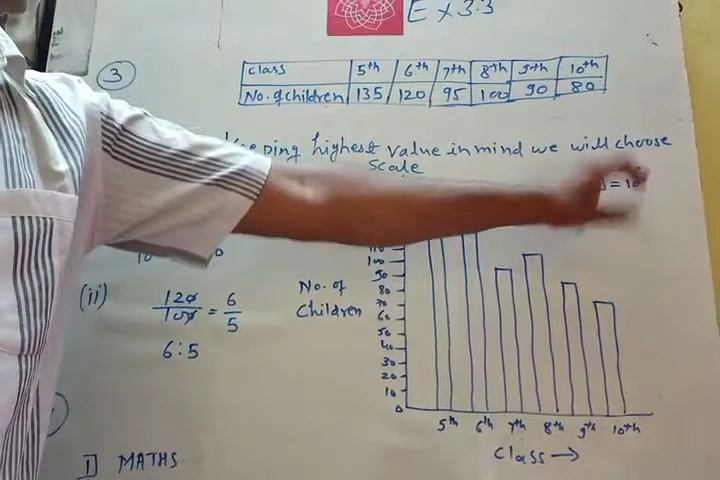 Ex 3.3
3
Class 5th 6th 7th 8th 9th 10th
No. of children 135 120 95 100 90 80
highest value in mind we will choose
Scale
= 10
10
(ii) 120/100 = 6/5
6:5
No. of
Children
100
90
80
70
60
50
40
30
20
10
0
5th 6th 7th 8th 9th 10th
Class →
1] MATHS